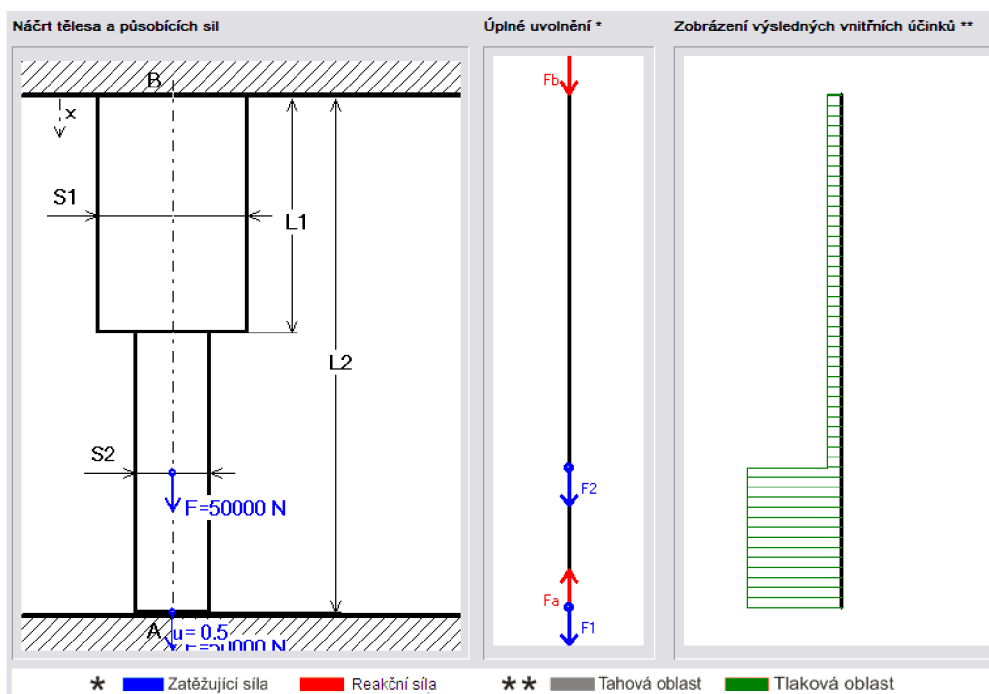 Náčrt tělesa a působících sil
Úplné uvolnění *
Zobrazení výsledných vnitřních účinků **
B
x
S1
L1
L2
S2
F=50000 N
A
u= 0.5
F=50000 N
Fb
F2
Fa
F1
* Zatěžující síla
Reakční síla
** Tahová oblast
Tlaková oblast